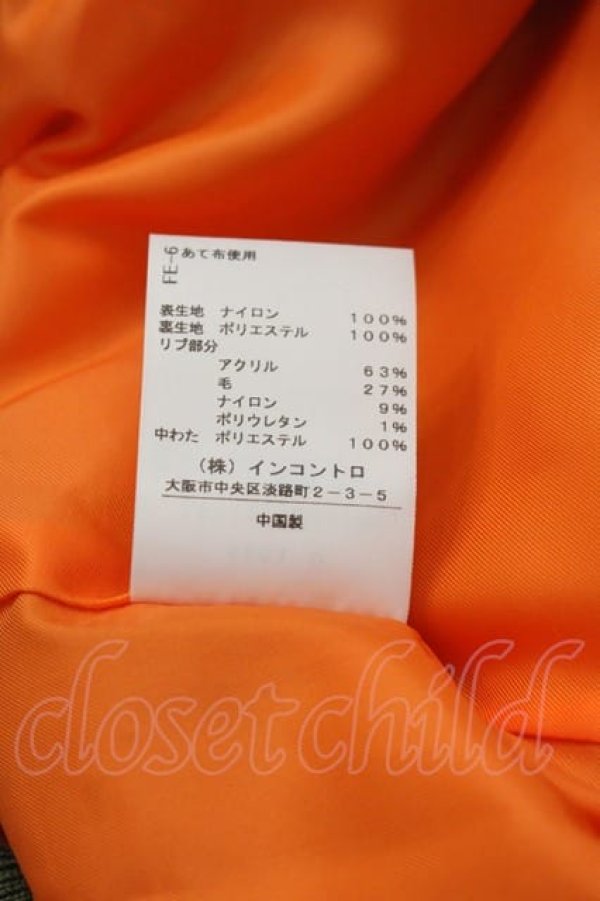 FE-6
あて布使用
表生地 ナイロン 100%
裏生地 ポリエステル 100%
リブ部分
アクリル 63%
毛 27%
ナイロン 9%
ポリウレタン 1%
中わた ポリエステル 100%
(株)インコントロ
大阪市中央区淡路町2-3-5
中国製
closet child